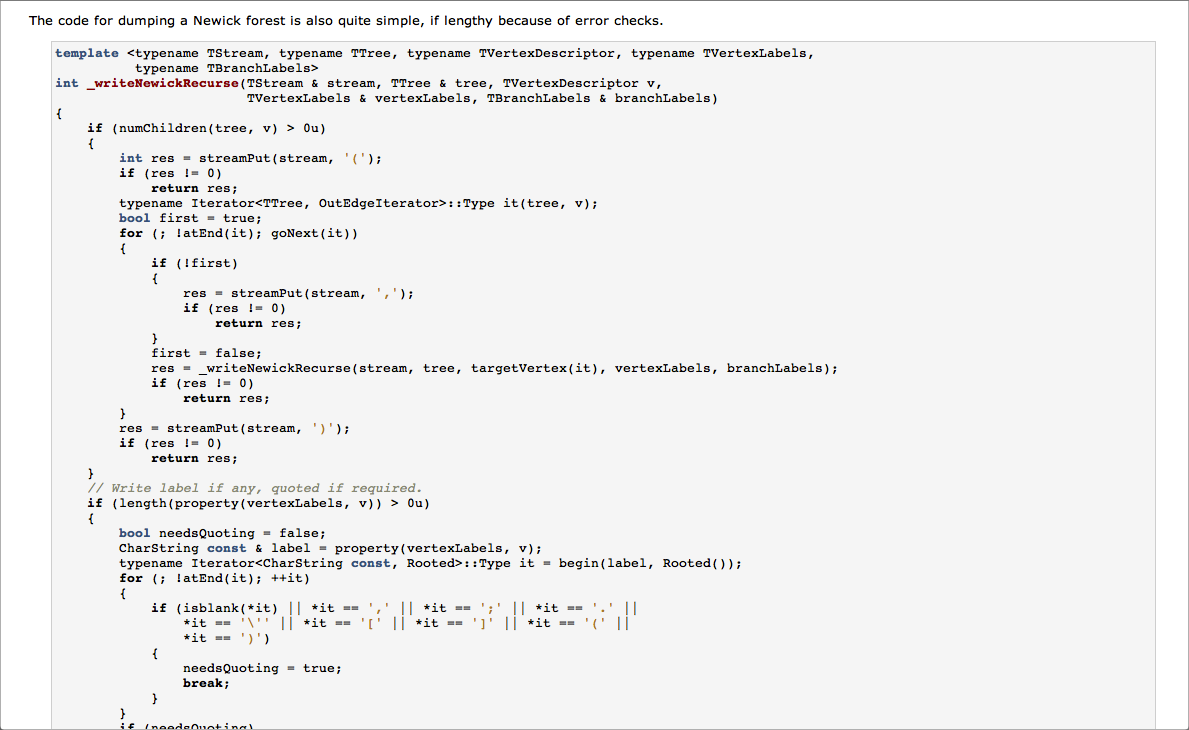 The code for dumping a Newick forest is also quite simple, if lengthy because of error checks.
template <typename TStream, typename TTree, typename TVertexDescriptor, typename TVertexLabels,
          typename TBranchLabels>
int _writeNewickRecurse(TStream & stream, TTree & tree, TVertexDescriptor v,
                        TVertexLabels & vertexLabels, TBranchLabels & branchLabels)
{
    if (numChildren(tree, v) > 0u)
    {
        int res = streamPut(stream, '(');
        if (res != 0)
            return res;
        typename Iterator<TTree, OutEdgeIterator>::Type it(tree, v);
        bool first = true;
        for (; !atEnd(it); goNext(it))
        {
            if (!first)
            {
                res = streamPut(stream, ',');
                if (res != 0)
                    return res;
            }
            first = false;
            res = _writeNewickRecurse(stream, tree, targetVertex(it), vertexLabels, branchLabels);
            if (res != 0)
                return res;
        }
        res = streamPut(stream, ')');
        if (res != 0)
            return res;
    }
    // Write label if any, quoted if required.
    if (length(property(vertexLabels, v)) > 0u)
    {
        bool needsQuoting = false;
        CharString const & label = property(vertexLabels, v);
        typename Iterator<CharString const, Rooted>::Type it = begin(label, Rooted());
        for (; !atEnd(it); ++it)
        {
            if (isblank(*it) || *it == ',' || *it == ';' || *it == '.' ||
                *it == '\'' || *it == '[' || *it == ']' || *it == '(' ||
                *it == ')')
            {
                needsQuoting = true;
                break;
            }
        }
        if (needsQuoting)